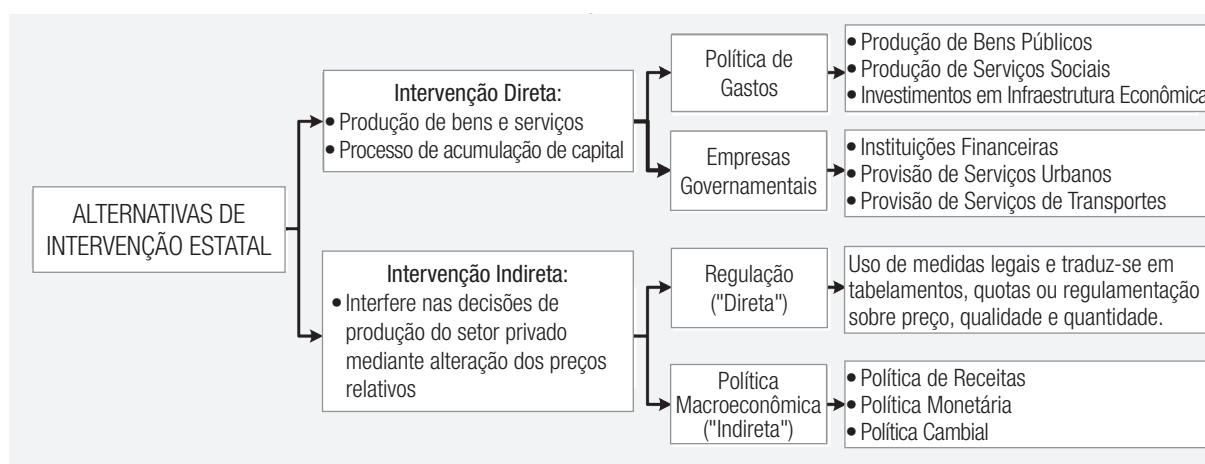 ALTERNATIVAS DE
INTERVENÇÃO ESTATAL
Intervenção Direta:
• Produção de bens e serviços
• Processo de acumulação de capital
Política de
Gastos
• Produção de Bens Públicos
• Produção de Serviços Sociais
• Investimentos em Infraestrutura Econômica
Empresas
Governamentais
• Instituições Financeiras
• Provisão de Serviços Urbanos
• Provisão de Serviços de Transportes
Intervenção Indireta:
• Interfere nas decisões de
produção do setor privado
mediante alteração dos preços
relativos
Regulação
("Direta")
Uso de medidas legais e traduz-se em
tabelamentos, quotas ou regulamentação
sobre preço, qualidade e quantidade.
Política
Macroeconômica
("Indireta")
• Política de Receitas
• Política Monetária
• Política Cambial